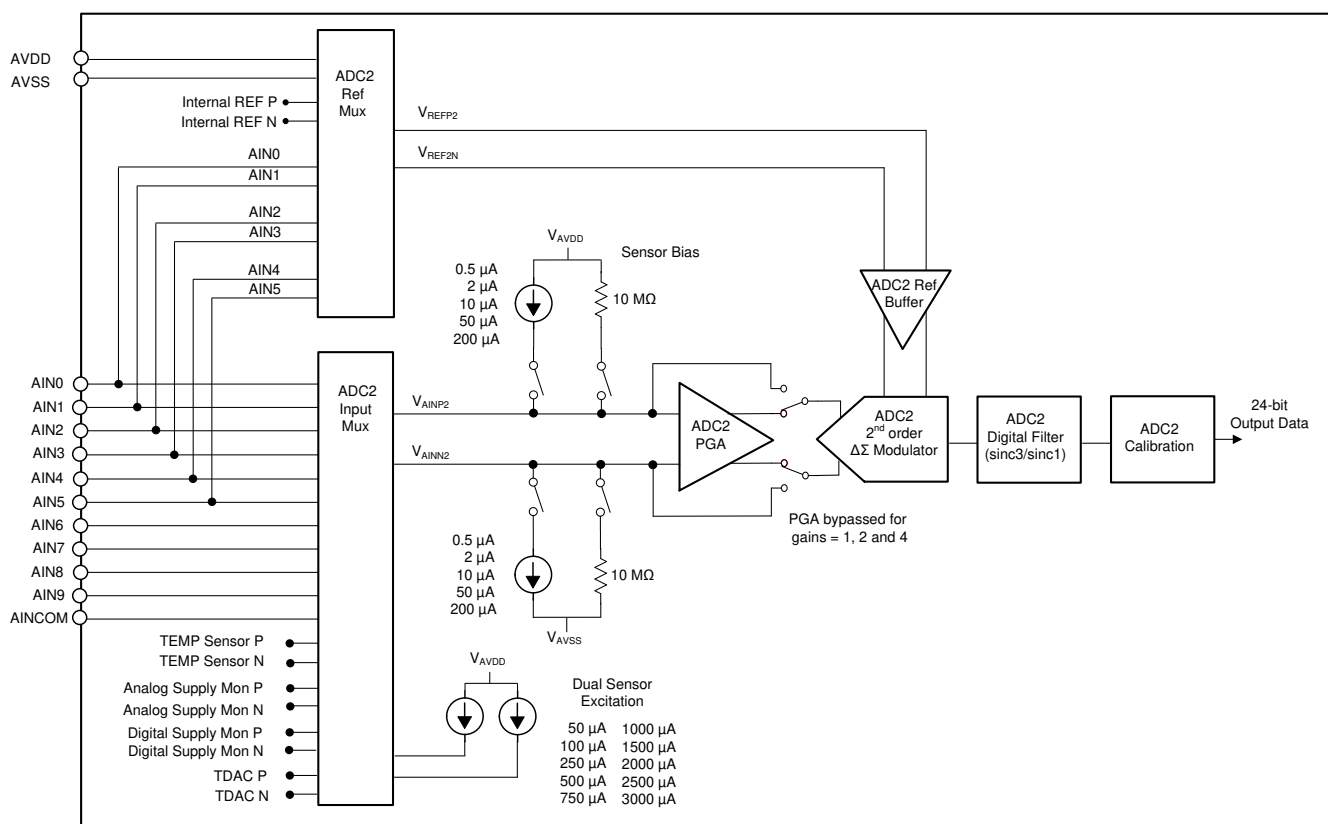 AVDD
AVSS
Internal REF P
Internal REF N
AIN0
AIN1
AIN2
AIN3
AIN4
AIN5
ADC2
Ref
Mux
VREFP2
VREF2N
VAVDD
Sensor Bias
0.5 µA
2 µA
10 µA
50 µA
200 µA
10 MΩ
ADC2 Ref
Buffer
AIN0
AIN1
AIN2
AIN3
AIN4
AIN5
AIN6
AIN7
AIN8
AIN9
AINCOM
ADC2
Input
Mux
VAINP2
VAINN2
ADC2
PGA
ADC2
2nd order
ΔΣ Modulator
ADC2
Digital Filter
(sinc3/sinc1)
ADC2
Calibration
24-bit
Output Data
PGA bypassed for
gains = 1, 2 and 4
0.5 µA
2 µA
10 µA
50 µA
200 µA
10 MΩ
VAVSS
TEMP Sensor P
TEMP Sensor N
Analog Supply Mon P
Analog Supply Mon N
Digital Supply Mon P
Digital Supply Mon N
TDAC P
TDAC N
VAVDD
Dual Sensor
Excitation
50 µA 1000 µA
100 µA 1500 µA
250 µA 2000 µA
500 µA 2500 µA
750 µA 3000 µA